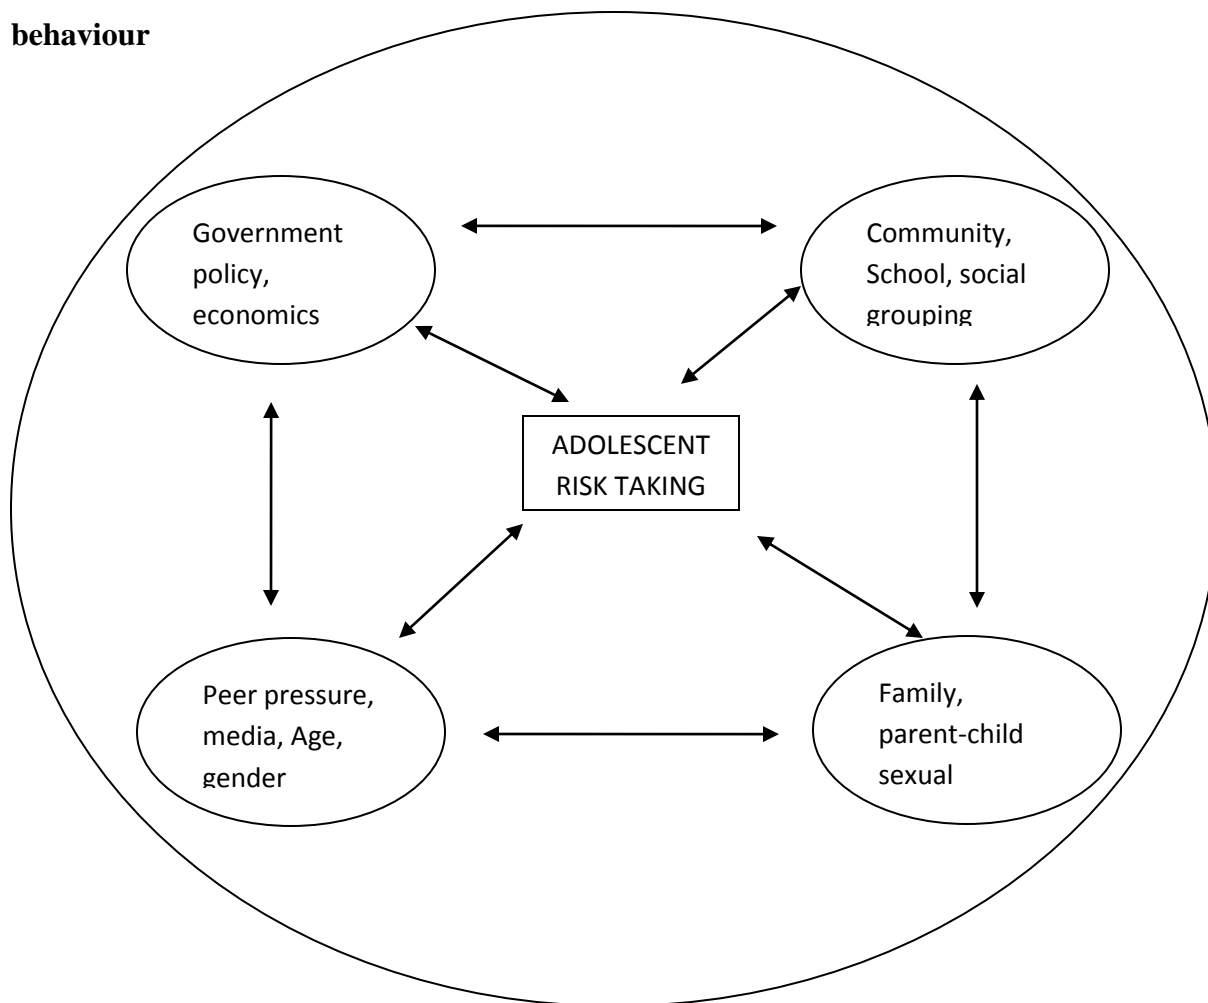 behaviour
Government
policy,
economics
Community,
School, social
grouping
ADOLESCENT
RISK TAKING
Peer pressure,
media, Age,
gender
Family,
parent-child
sexual